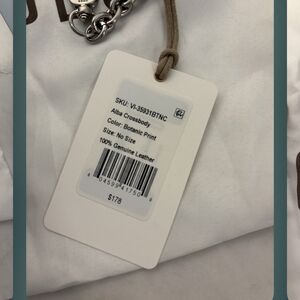 SKU: VI-35931BTNC
Alba Crossbody
Color: Botanic Print
Size: No Size
100% Genuine Leather
$178